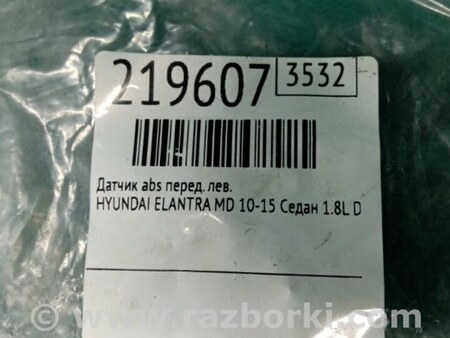 219607 3532
Датчик abs перед. лев.
HYUNDAI ELANTRA MD 10-15 Седан 1.8L D
© www.razborki.com